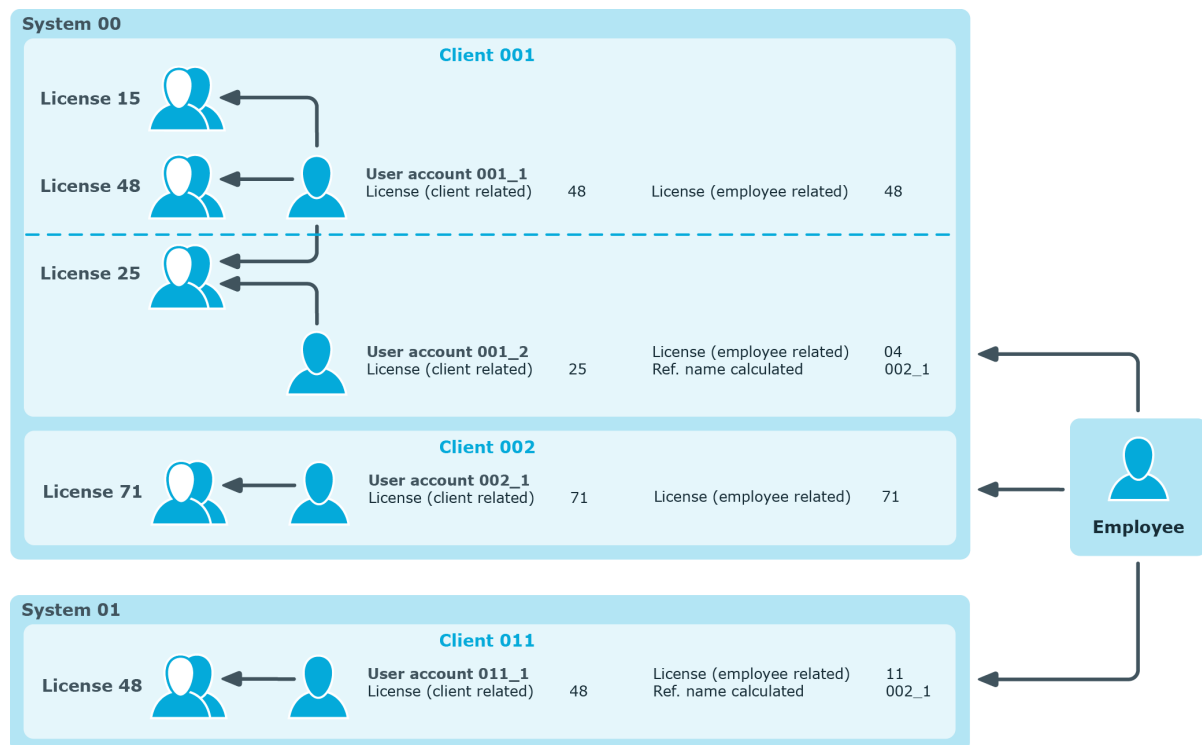 System 00
Client 001
License 15
License 48
User account 001_1
License (client related) 48 License (employee related) 48
License 25
User account 001_2 License (employee related) 04
License (client related) 25 Ref. name calculated 002_1
Client 002
License 71
User account 002_1
License (client related) 71 License (employee related) 71
Employee
System 01
Client 011
License 48
User account 011_1 License (employee related) 11
License (client related) 48 Ref. name calculated 002_1